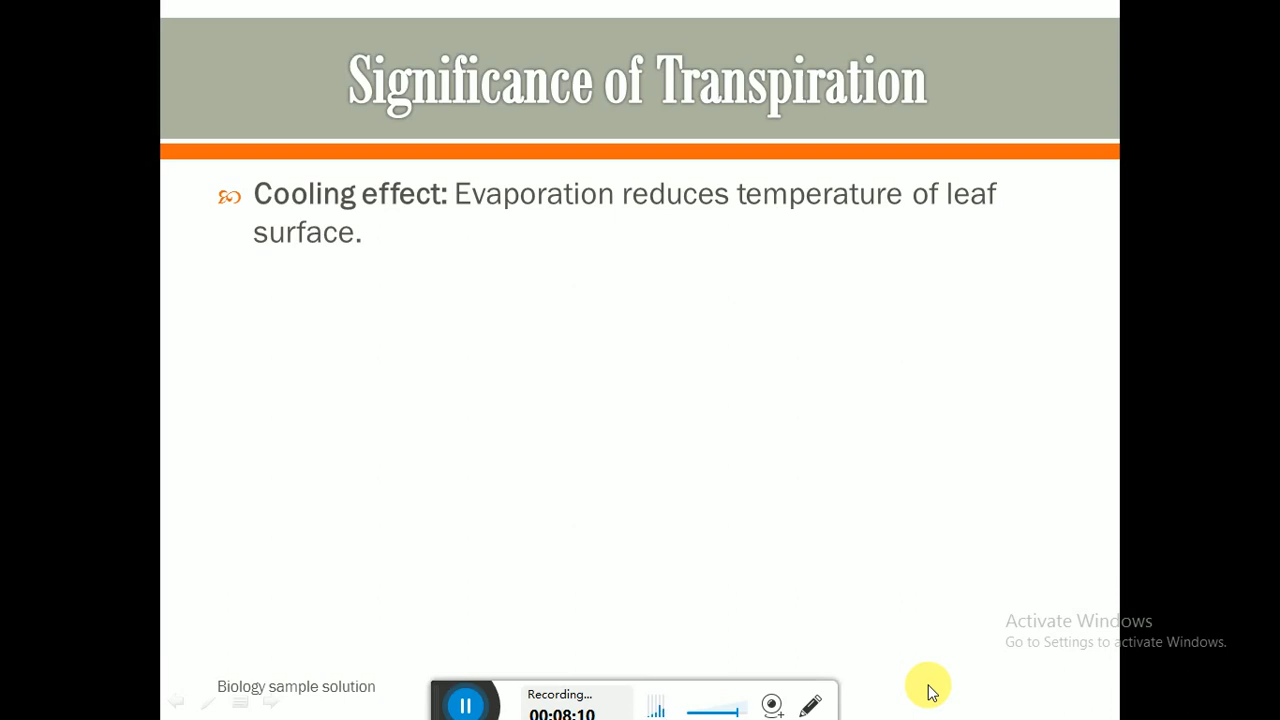 Significance of Transpiration
Cooling effect: Evaporation reduces temperature of leaf
surface.
Activate Windows
Go to Settings to activate Windows.
Biology sample solution
Recording...
00:08:10